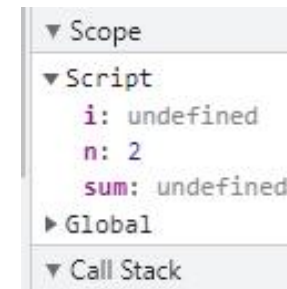 ▼ Scope
▼ Script
i: undefined
n: 2
sum: undefined
▶ Global
▼ Call Stack